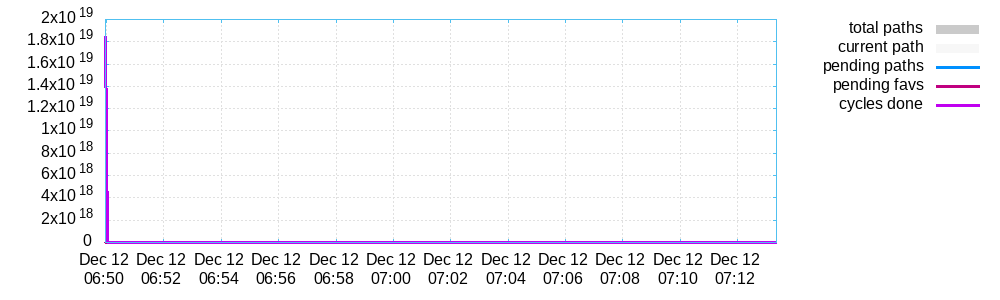 2x10 19
1.8x10 19
1.6x10 19
1.4x10 19
1.2x10 19
1x10 19
8x10 18
6x10 18
4x10 18
2x10 18
0
Dec 12 Dec 12 Dec 12 Dec 12 Dec 12 Dec 12 Dec 12 Dec 12 Dec 12 Dec 12 Dec 12 Dec 12
06:50 06:52 06:54 06:56 06:58 07:00 07:02 07:04 07:06 07:08 07:10 07:12
total paths
current path
pending paths
pending favs
cycles done